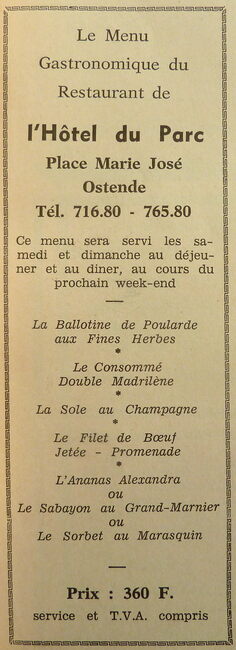 Le Menu
Gastronomique du
Restaurant de
l'Hôtel du Parc
Place Marie José
Ostende
Tél. 716.80 - 765.80
Ce menu sera servi les sa-
medi et dimanche au déjeu-
ner et au dîner, au cours du
prochain week-end
La Ballotine de Poularde
aux Fines Herbes
*
Le Consommé
Double Madrilène
*
La Sole au Champagne
*
Le Filet de Bœuf
Jetée - Promenade
*
L'Ananas Alexandra
ou
Le Sabayon au Grand-Marnier
ou
Le Sorbet au Marasquin
Prix : 360 F.
service et T.V.A. compris